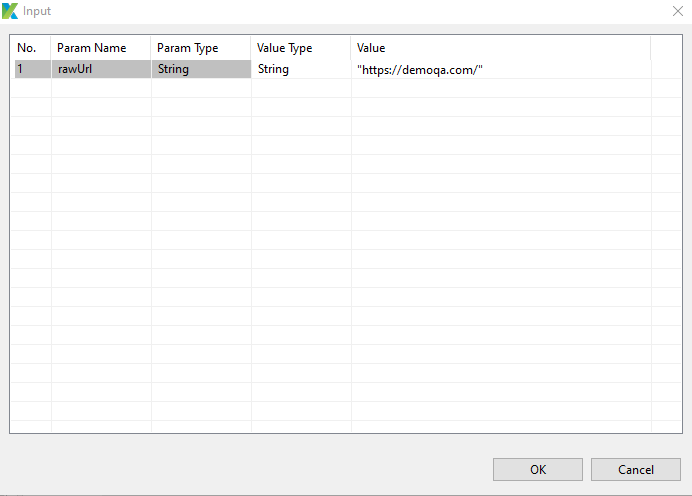 Input
No. Param Name Param Type Value Type Value
1 rawUrl String String "https://demoqa.com/"
OK Cancel